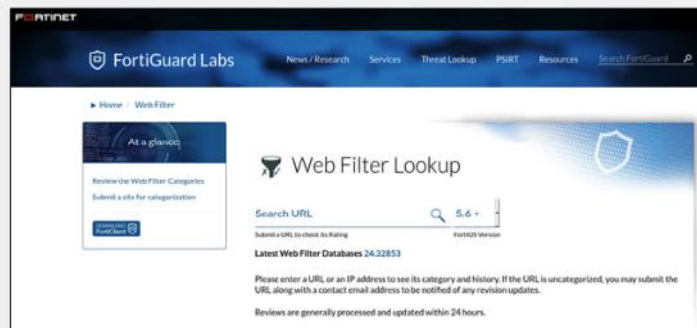 FORTINET
FortiGuard Labs
News / Research Services Threat Lookup PSIRT Resources Search FortiGuard
Home / Web Filter
At a glance:
Review the Web Filter Categories
Submit a site for categorization
DOWNLOAD
FortiClient
Web Filter Lookup
Search URL 5.6 +
Submit a URL to check its Rating FortiOS Version
Latest Web Filter Databases 24.32853
Please enter a URL or an IP address to see its category and history. If the URL is uncategorized, you may submit the
URL along with a contact email address to be notified of any revision updates.
Reviews are generally processed and updated within 24 hours.